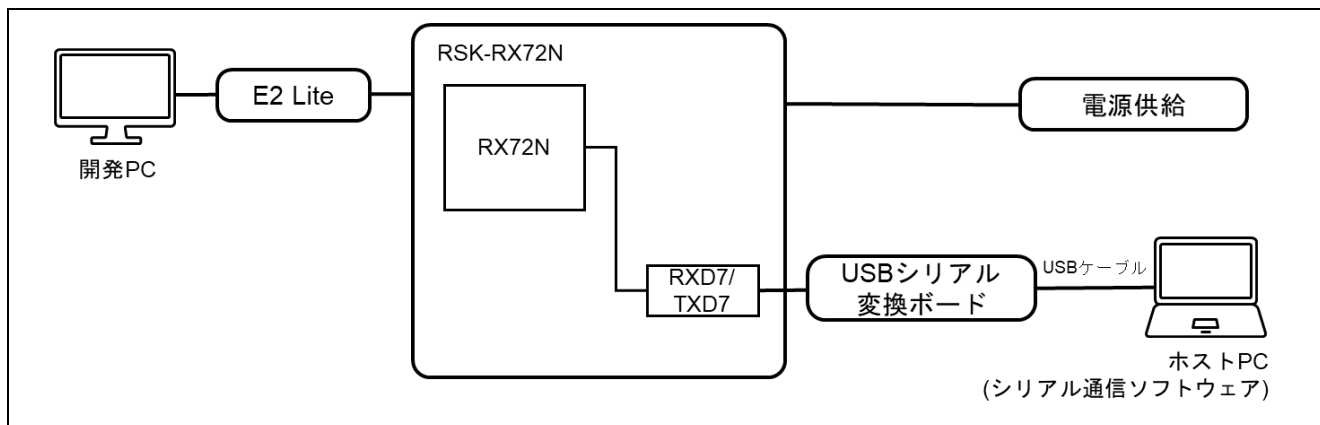 RSK-RX72N
E2 Lite
開発PC
RX72N
電源供給
RXD7/
TXD7
USBシリアル
変換ボード
USBケーブル
ホストPC
(シリアル通信ソフトウェア)